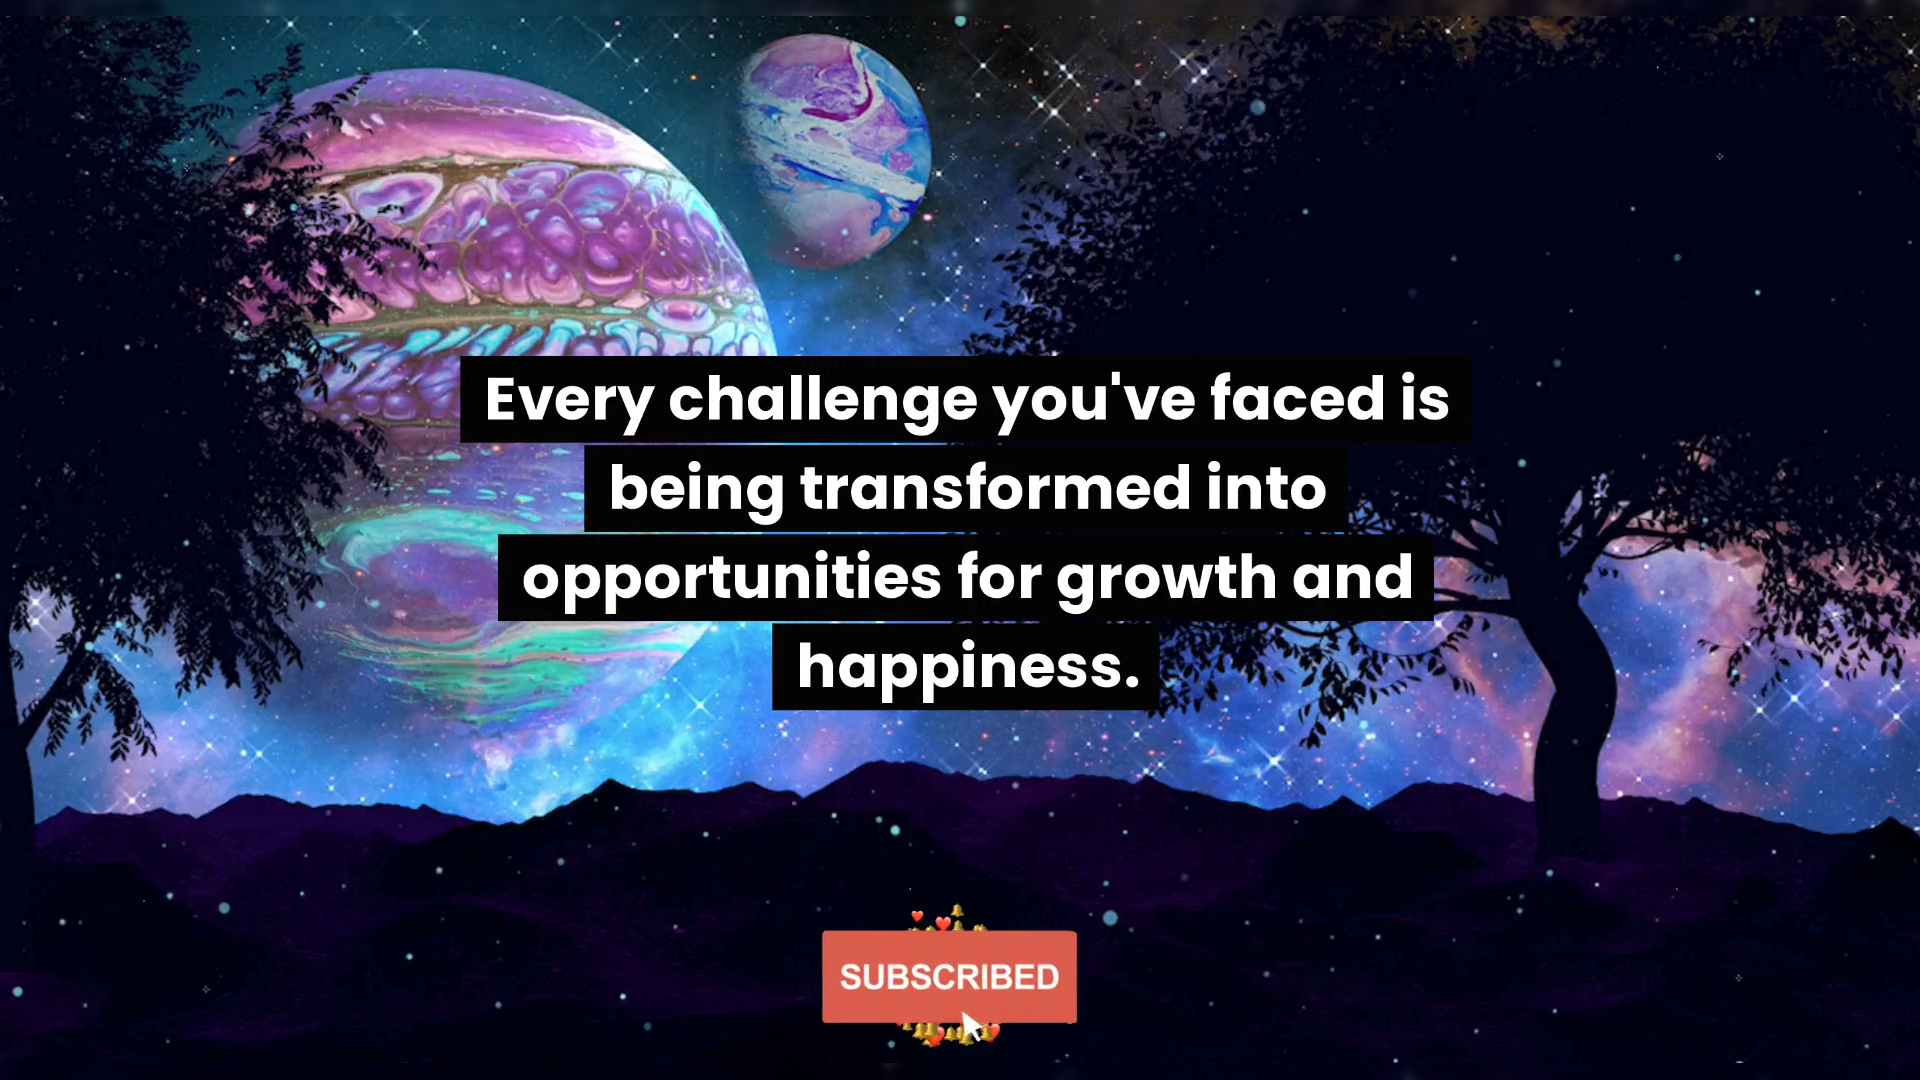 Every challenge you've faced is
being transformed into
opportunities for growth and
happiness.
SUBSCRIBED